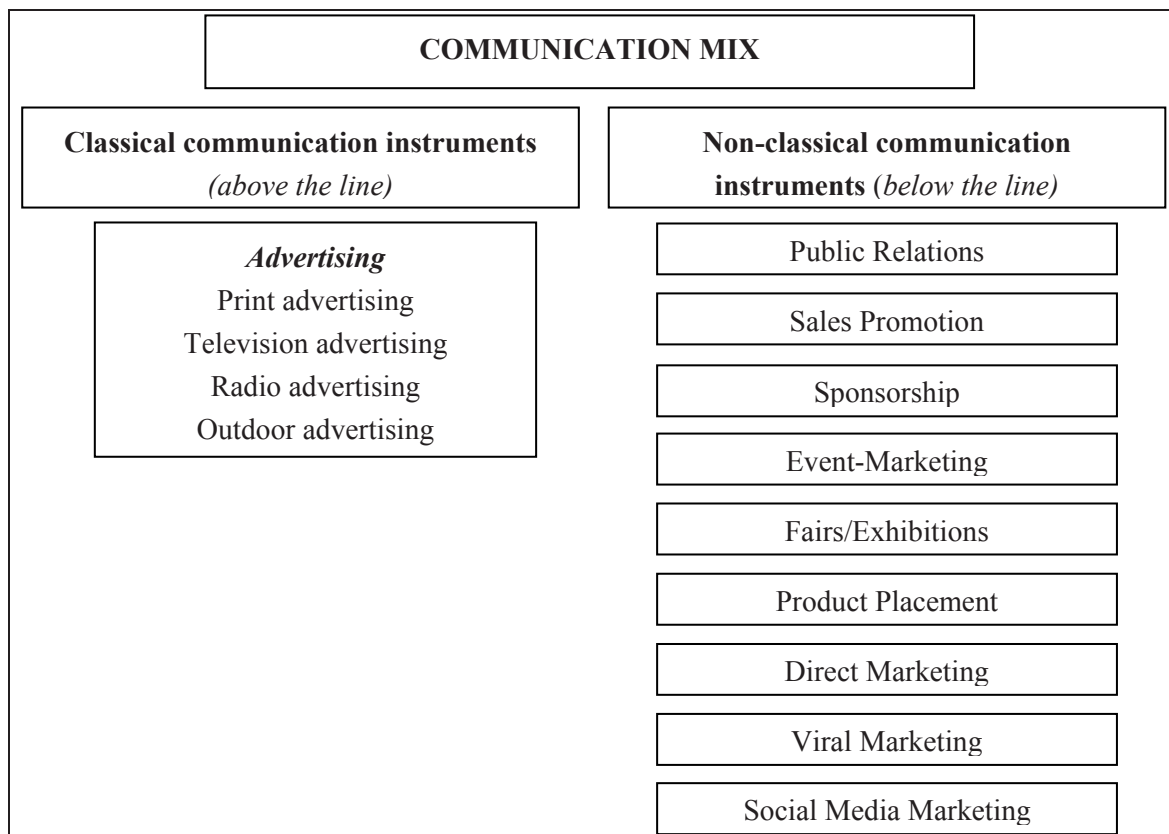 COMMUNICATION MIX
Classical communication instruments
(above the line)
Advertising
Print advertising
Television advertising
Radio advertising
Outdoor advertising
Non-classical communication
instruments (below the line)
Public Relations
Sales Promotion
Sponsorship
Event-Marketing
Fairs/Exhibitions
Product Placement
Direct Marketing
Viral Marketing
Social Media Marketing